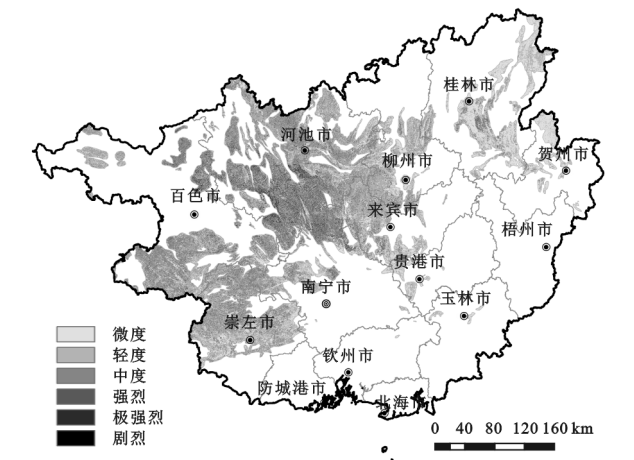 桂林市
河池市
柳州市
贺州市
百色市
来宾市
梧州市
贵港市
南宁市
玉林市
崇左市
钦州市
防城港市
北海市
微度
轻度
中度
强烈
极强烈
剧烈
0 40 80 120 160 km